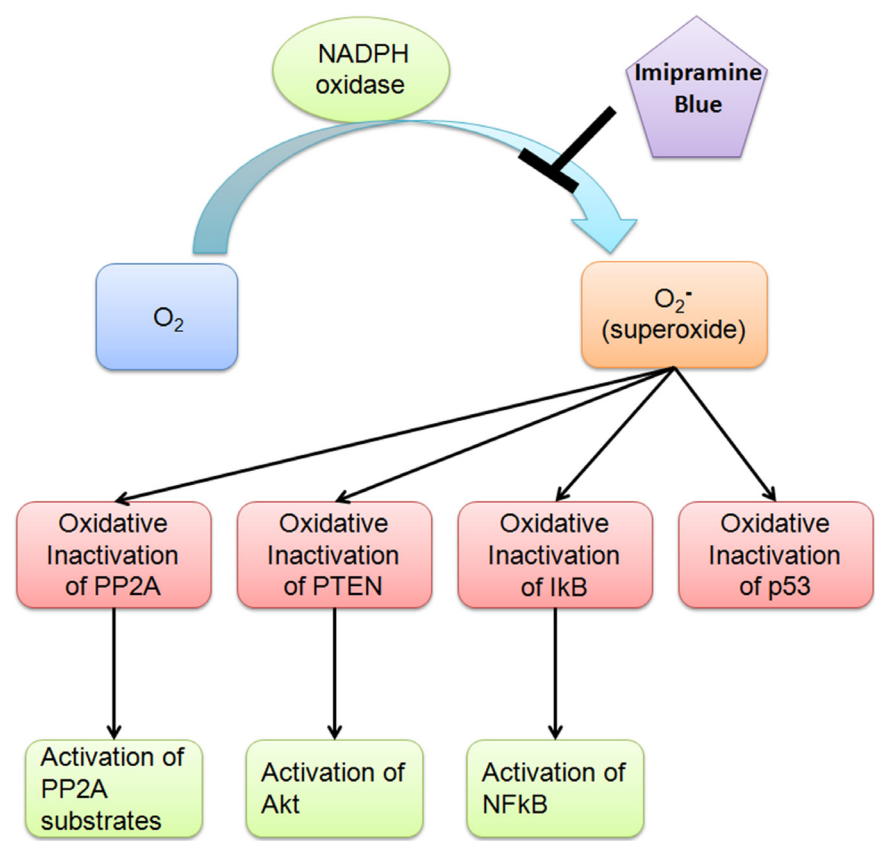 NADPH
oxidase
Imipramine
Blue
O₂
O₂⁻
(superoxide)
Oxidative
Inactivation
of PP2A
Oxidative
Inactivation
of PTEN
Oxidative
Inactivation
of IkB
Oxidative
Inactivation
of p53
Activation of
PP2A
substrates
Activation of
Akt
Activation of
NFkB